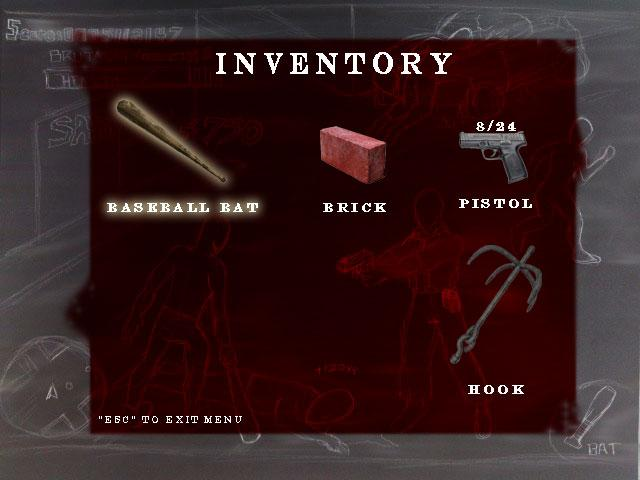 INVENTORY
8/24
BASEBALL BAT
BRICK
PISTOL
HOOK
"ESC" TO EXIT MENU
BAT